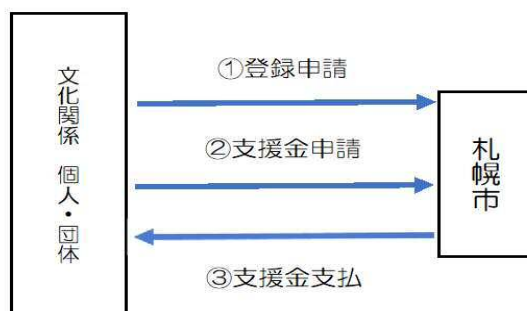 文化関係 個人・団体
①登録申請
②支援金申請
③支援金支払
札幌市